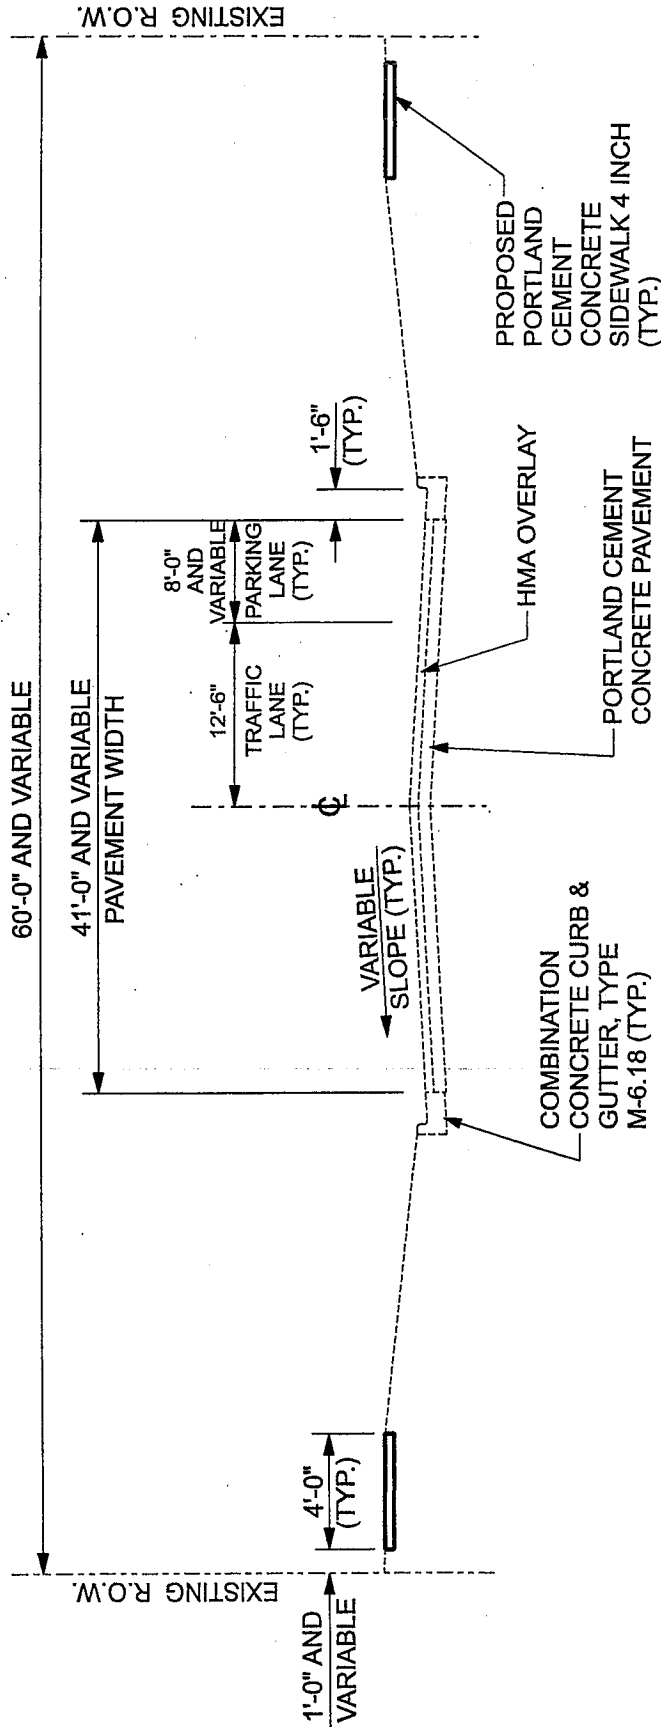 60'-0" AND VARIABLE
41'-0" AND VARIABLE
PAVEMENT WIDTH
EXISTING R.O.W.
EXISTING R.O.W.
12'-6"
TRAFFIC
LANE
(TYP.)
8'-0"
AND
VARIABLE
PARKING
LANE
(TYP.)
1'-6"
(TYP.)
4'-0"
(TYP.)
1'-0" AND
VARIABLE
VARIABLE
SLOPE (TYP.)
℄
COMBINATION
CONCRETE CURB &
GUTTER, TYPE
M-6.18 (TYP.)
HMA OVERLAY
PORTLAND CEMENT
CONCRETE PAVEMENT
PROPOSED
PORTLAND
CEMENT
CONCRETE
SIDEWALK 4 INCH
(TYP.)